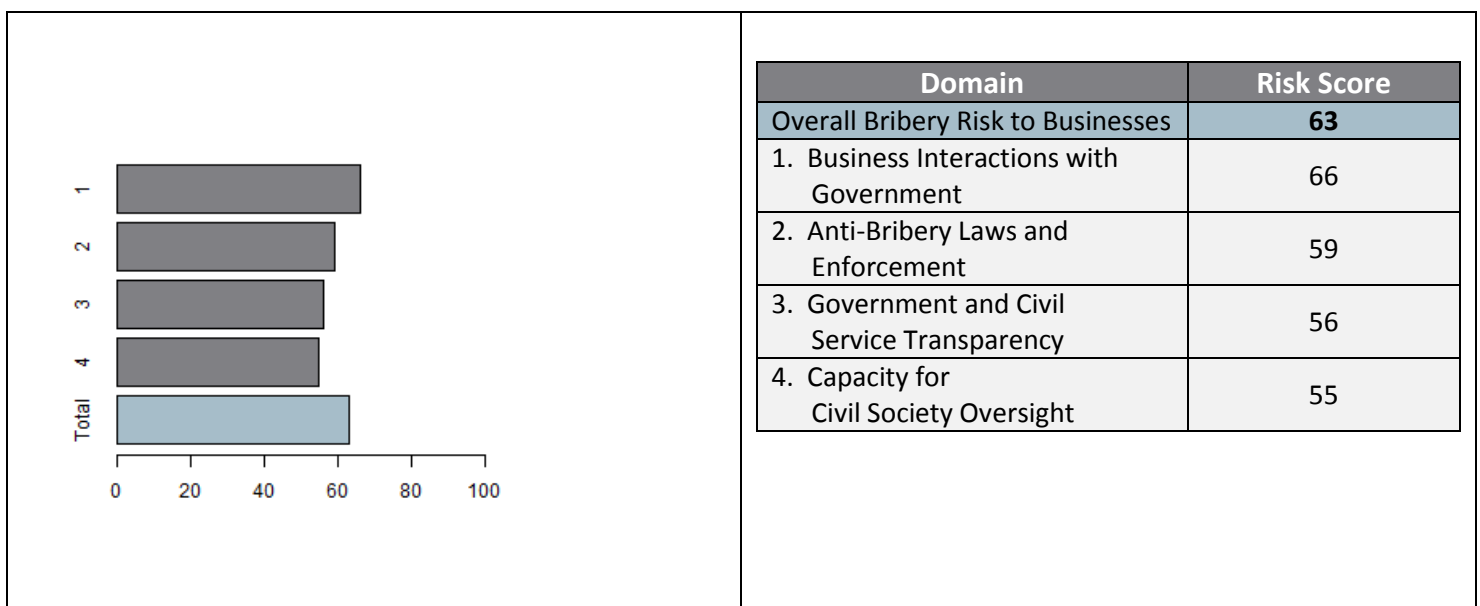 1
2
3
4
Total
0 20 40 60 80 100
Domain Risk Score
Overall Bribery Risk to Businesses 63
1. Business Interactions with
Government 66
2. Anti-Bribery Laws and
Enforcement 59
3. Government and Civil
Service Transparency 56
4. Capacity for
Civil Society Oversight 55